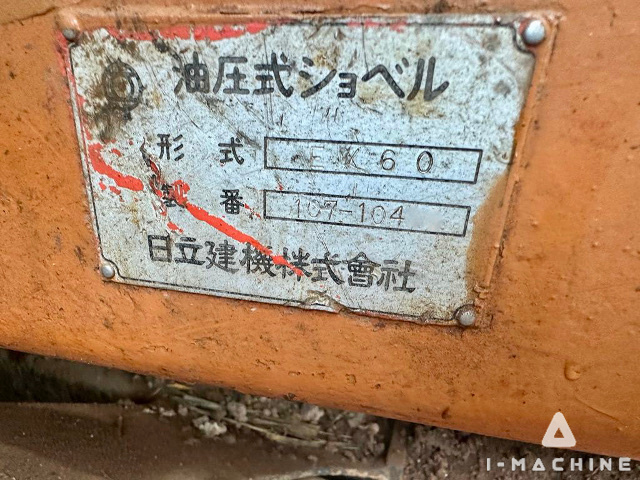 油圧式ショベル
形式 EX60
製番 107-104
日立建機株式會社
I-MACHINE